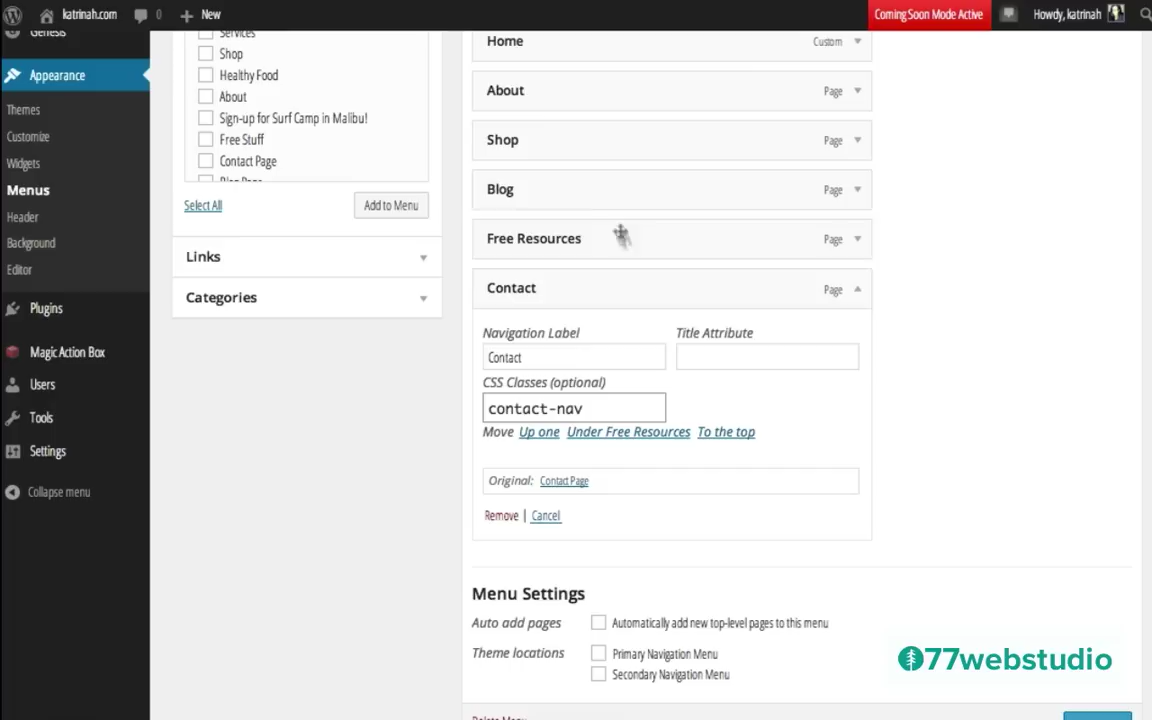 katrinah.com 0 New Coming Soon Mode Active Howdy, katrinah
Genesis
Appearance
Themes
Customize
Widgets
Menus
Header
Background
Editor
Plugins
Magic Action Box
Users
Tools
Settings
Collapse menu
Services
Shop
Healthy Food
About
Sign-up for Surf Camp in Malibu!
Free Stuff
Contact Page
Blog Page
Select All Add to Menu
Links
Categories
Home Custom
About Page
Shop Page
Blog Page
Free Resources Page
Contact Page
Navigation Label Title Attribute
Contact
CSS Classes (optional)
contact-nav
Move Up one Under Free Resources To the top
Original: Contact Page
Remove | Cancel
Menu Settings
Auto add pages Automatically add new top-level pages to this menu
Theme locations Primary Navigation Menu
Secondary Navigation Menu
Delete Menu
77webstudio